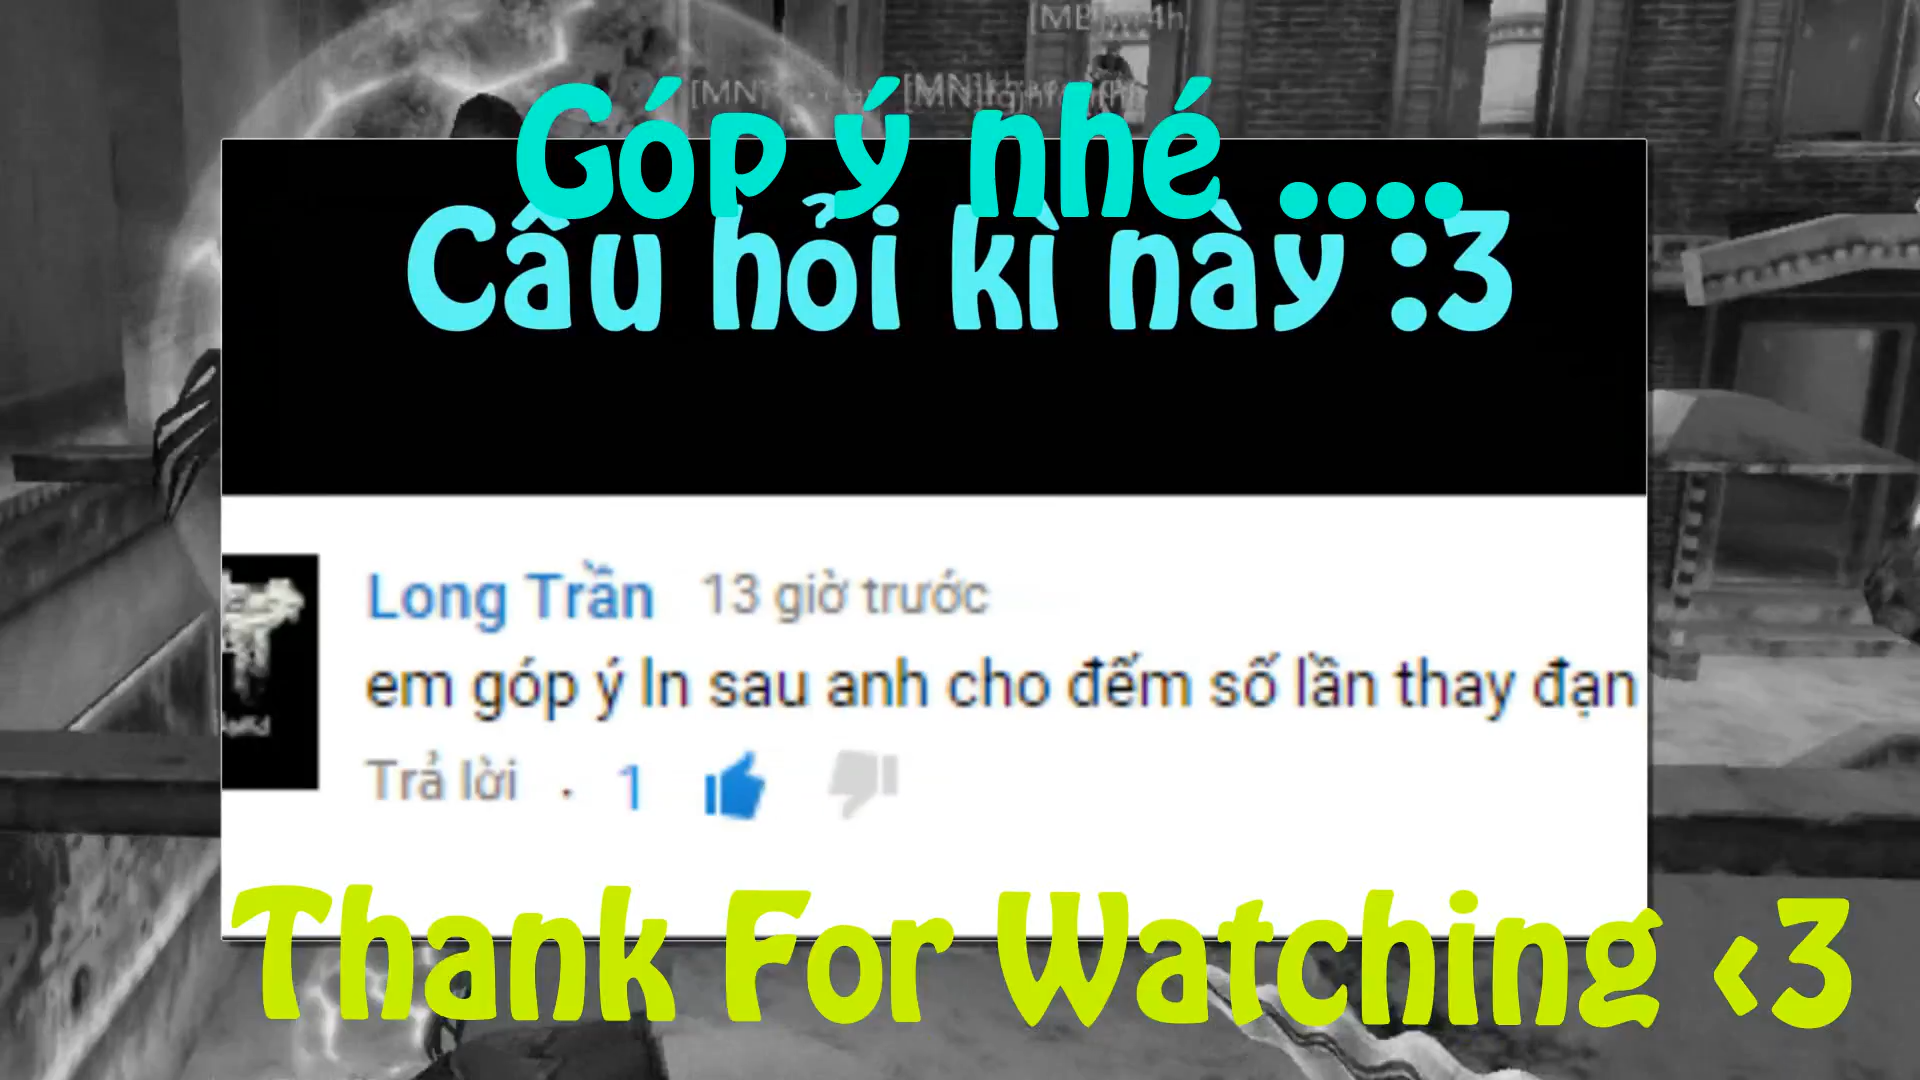 Góp ý nhé ....
Câu hỏi kì này :3
Long Trần 13 giờ trước
em góp ý ln sau anh cho đếm số lần thay đạn
Trả lời · 1
Thank For Watching <3